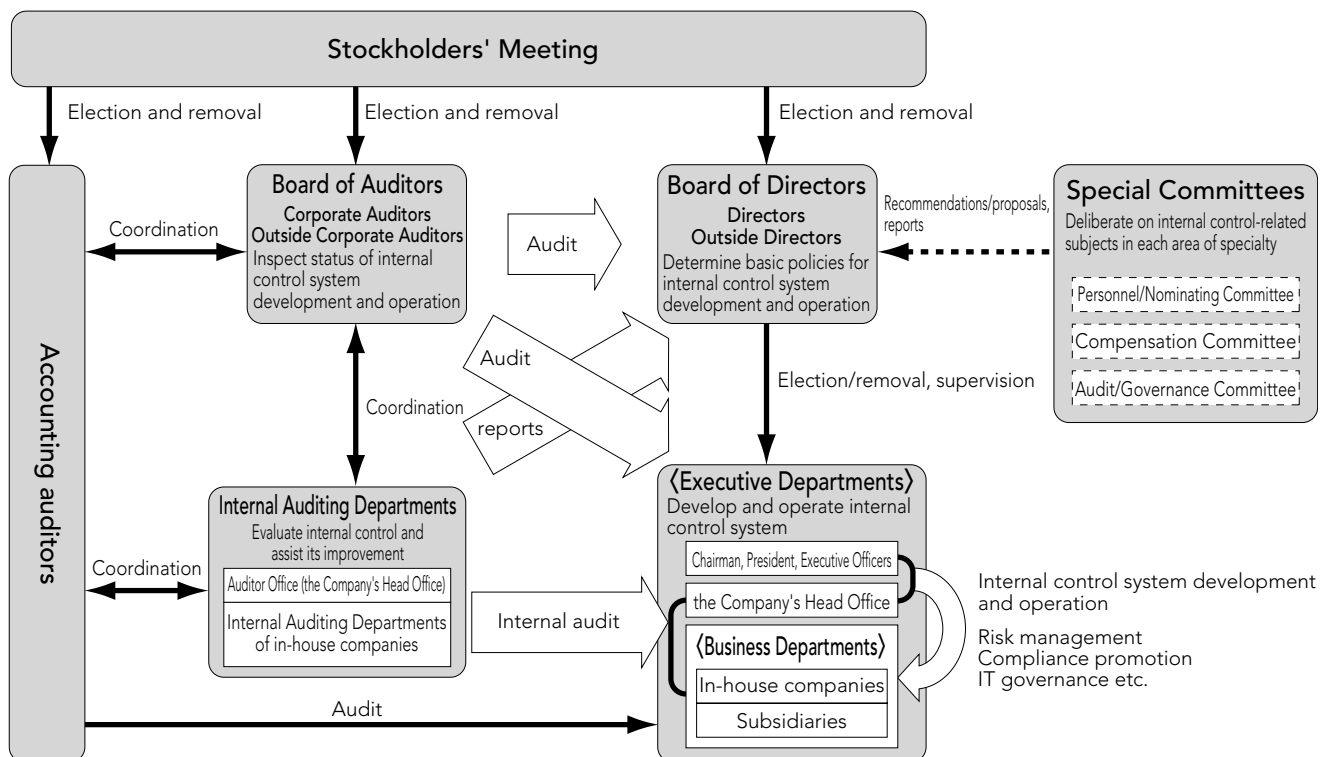 Stockholders' Meeting
Election and removal
Election and removal
Election and removal
Accounting auditors
Coordination
Board of Auditors
Corporate Auditors
Outside Corporate Auditors
Inspect status of internal
control system
development and operation
Audit
Board of Directors
Directors
Outside Directors
Determine basic policies for
internal control system
development and operation
Recommendations/proposals,
reports
Special Committees
Deliberate on internal control-related
subjects in each area of specialty
Personnel/Nominating Committee
Compensation Committee
Audit/Governance Committee
Coordination
Audit
reports
Election/removal, supervision
Coordination
Internal Auditing Departments
Evaluate internal control and
assist its improvement
Auditor Office (the Company's Head Office)
Internal Auditing Departments
of in-house companies
Internal audit
〈Executive Departments〉
Develop and operate internal
control system
Chairman, President, Executive Officers
the Company's Head Office
〈Business Departments〉
In-house companies
Subsidiaries
Internal control system development
and operation
Risk management
Compliance promotion
IT governance etc.
Audit